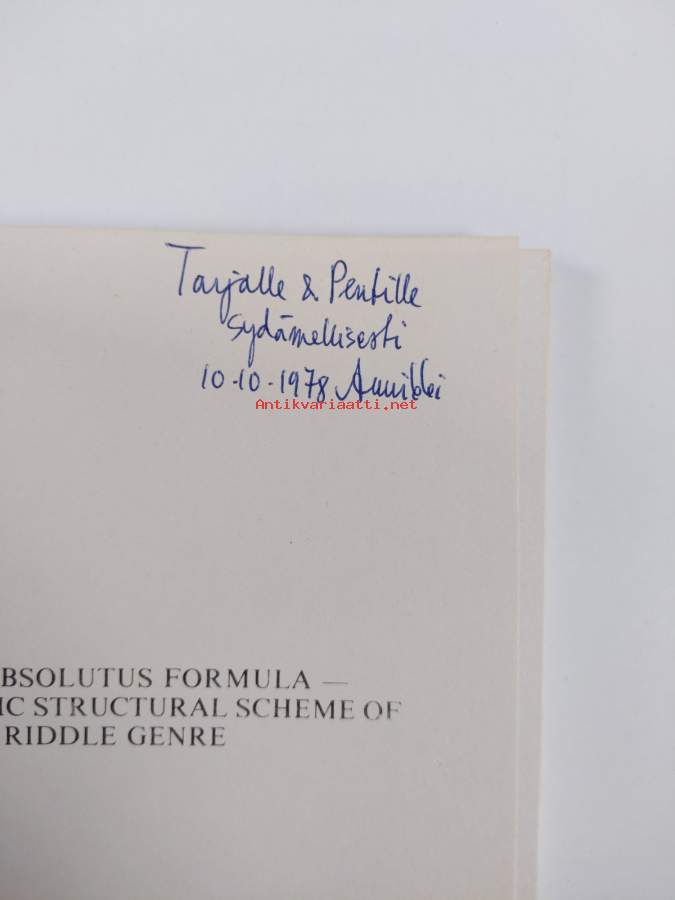 Tarjalle & Pentille
sydämellisesti
10-10-1978 Annikki
Antikvariaatti.net
BSOLUTUS FORMULA —
IC STRUCTURAL SCHEME OF
RIDDLE GENRE